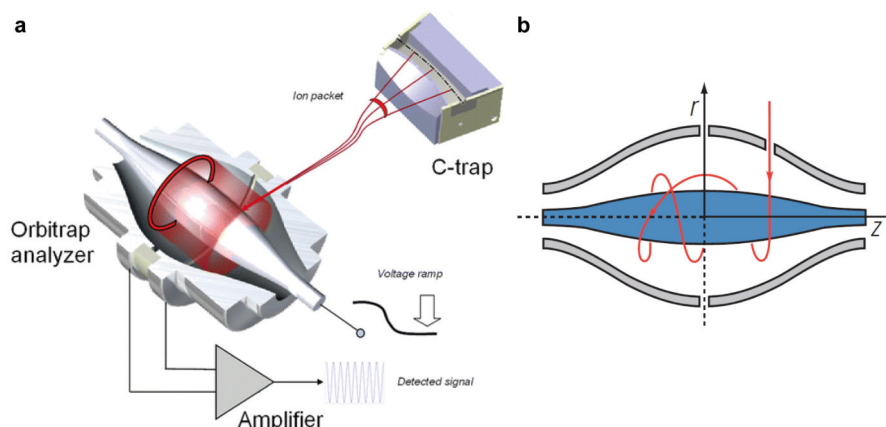 a
Ion packet
C-trap
Orbitrap
analyzer
Voltage ramp
Detected signal
Amplifier
b
r
Z